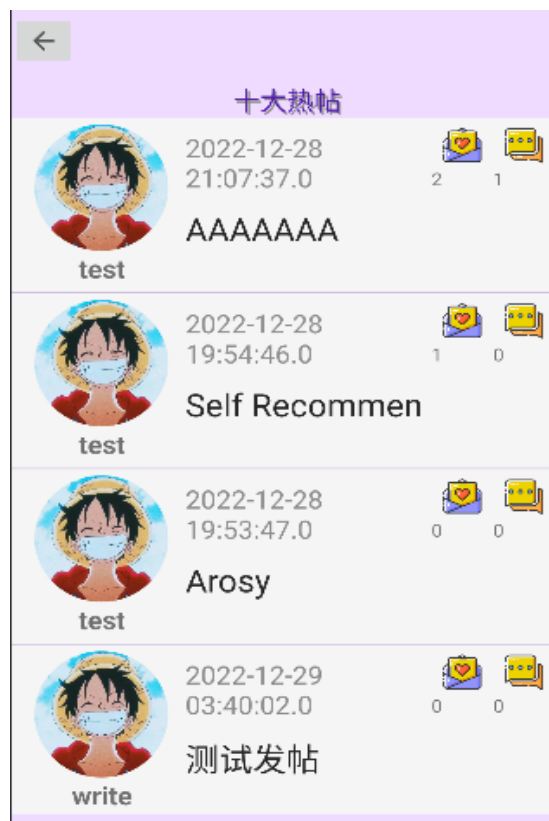 十大热帖
2022-12-28
21:07:37.0
2 1
AAAAAAA
test
2022-12-28
19:54:46.0
1 0
Self Recommen
test
2022-12-28
19:53:47.0
0 0
Arosy
test
2022-12-29
03:40:02.0
0 0
测试发帖
write